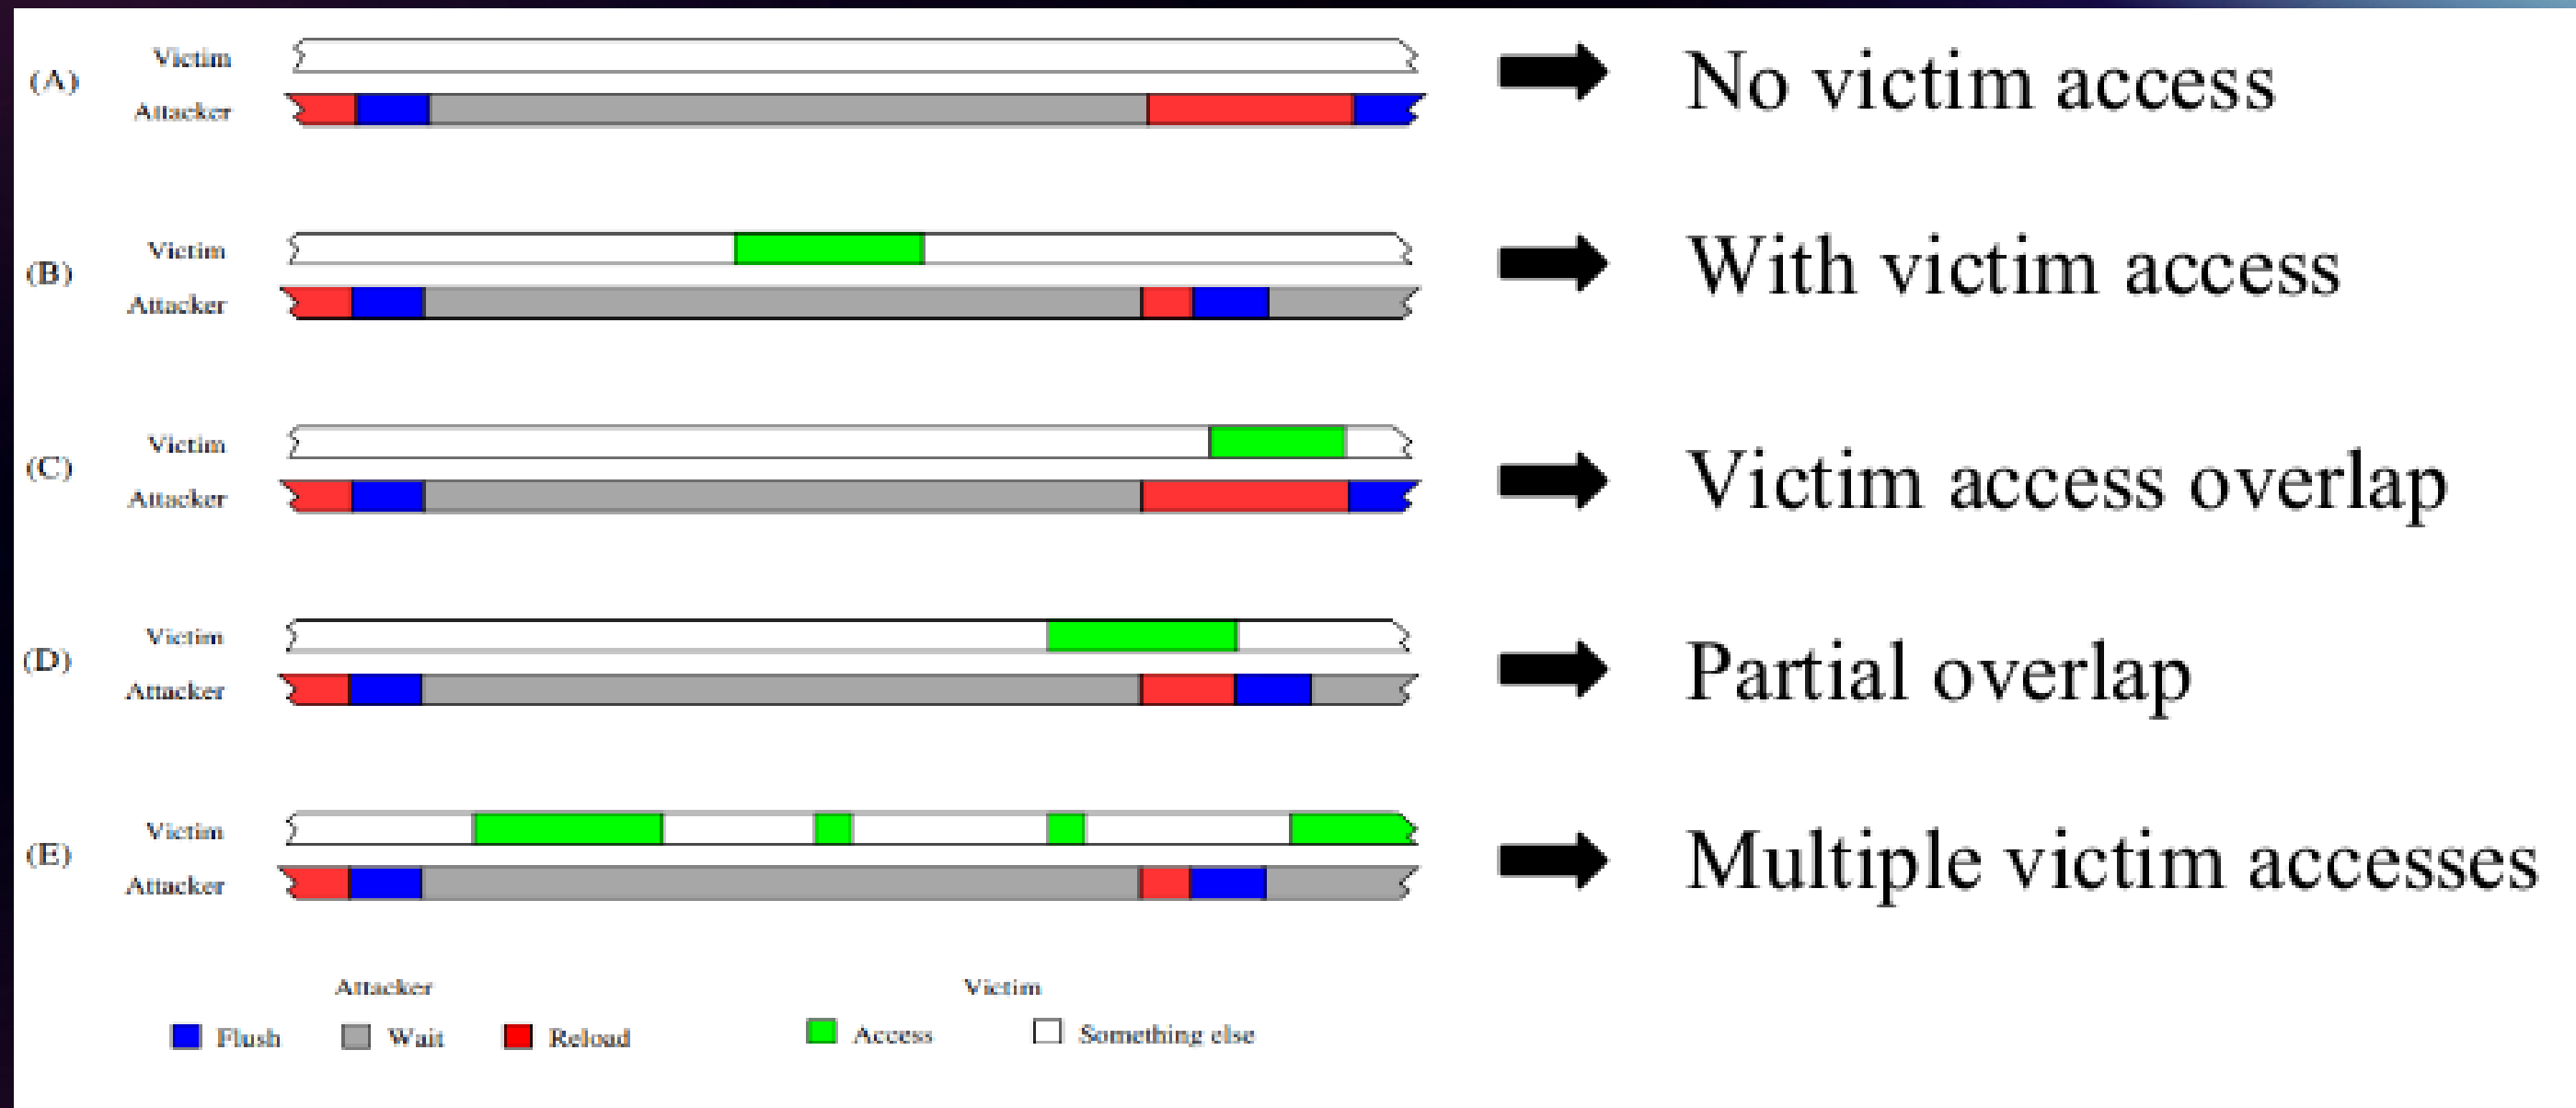 Victim
(A)
Attacker
No victim access
Victim
(B)
Attacker
With victim access
Victim
(C)
Attacker
Victim access overlap
Victim
(D)
Attacker
Partial overlap
Victim
(E)
Attacker
Multiple victim accesses
Attacker
Victim
Flush
Wait
Reload
Access
Something else